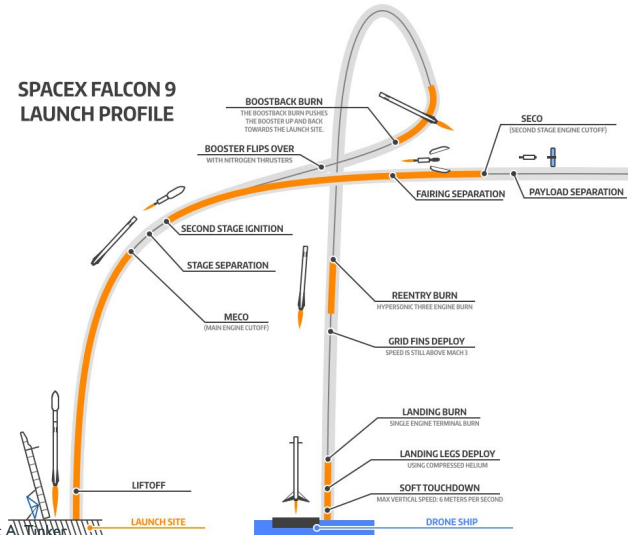 SPACEX FALCON 9
LAUNCH PROFILE
BOOSTBACK BURN
THE BOOSTBACK BURN PUSHES
THE BOOSTER UP AND BACK
TOWARDS THE LAUNCH SITE.
SECO
(SECOND STAGE ENGINE CUTOFF)
BOOSTER FLIPS OVER
WITH NITROGEN THRUSTERS
FAIRING SEPARATION
PAYLOAD SEPARATION
SECOND STAGE IGNITION
STAGE SEPARATION
MECO
(MAIN ENGINE CUTOFF)
REENTRY BURN
HYPERSONIC THREE ENGINE BURN
GRID FINS DEPLOY
SPEED IS STILL ABOVE MACH 3
LANDING BURN
SINGLE ENGINE TERMINAL BURN
LANDING LEGS DEPLOY
USING COMPRESSED HELIUM
LIFTOFF
SOFT TOUCHDOWN
MAX VERTICAL SPEED: 6 METERS PER SECOND
LAUNCH SITE
DRONE SHIP
A. Tinker